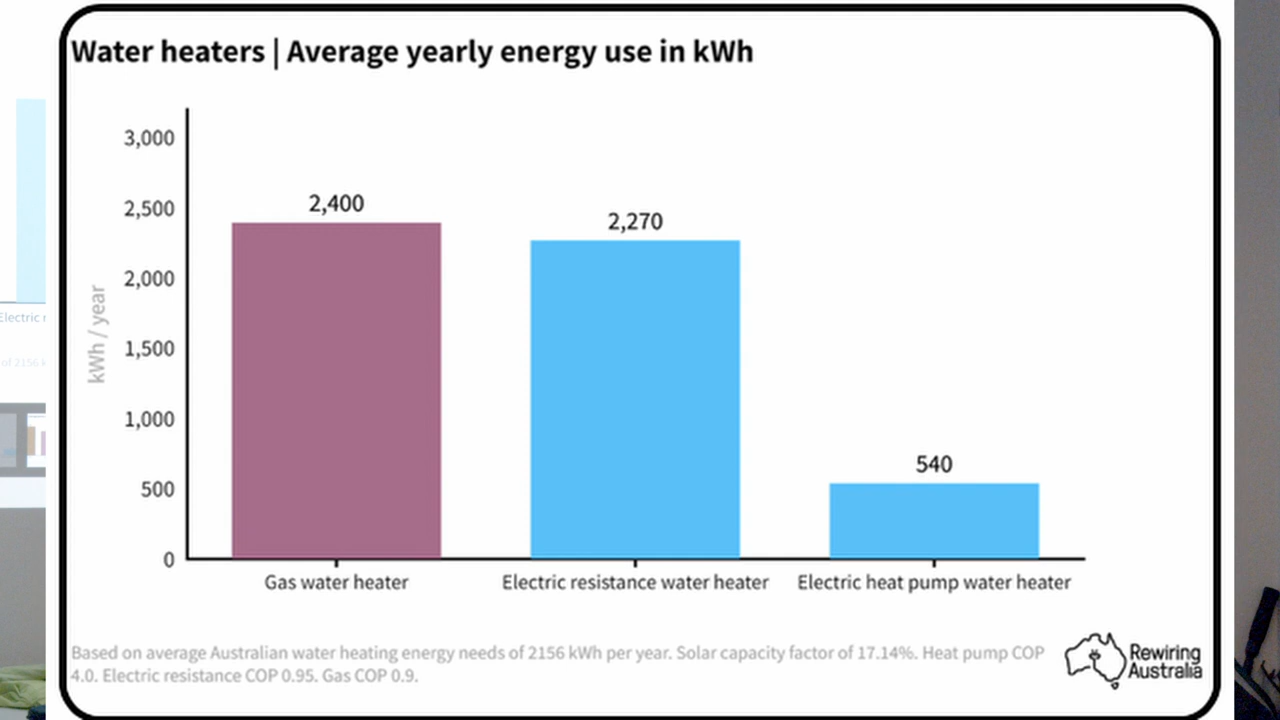 Water heaters | Average yearly energy use in kWh
3,000
2,500
2,000
1,500
1,000
500
0
kWh / year
2,400
2,270
540
Gas water heater
Electric resistance water heater
Electric heat pump water heater
Based on average Australian water heating energy needs of 2156 kWh per year. Solar capacity factor of 17.14%. Heat pump COP
4.0. Electric resistance COP 0.95. Gas COP 0.9.
Rewiring
Australia
Electric r
of 2156 k